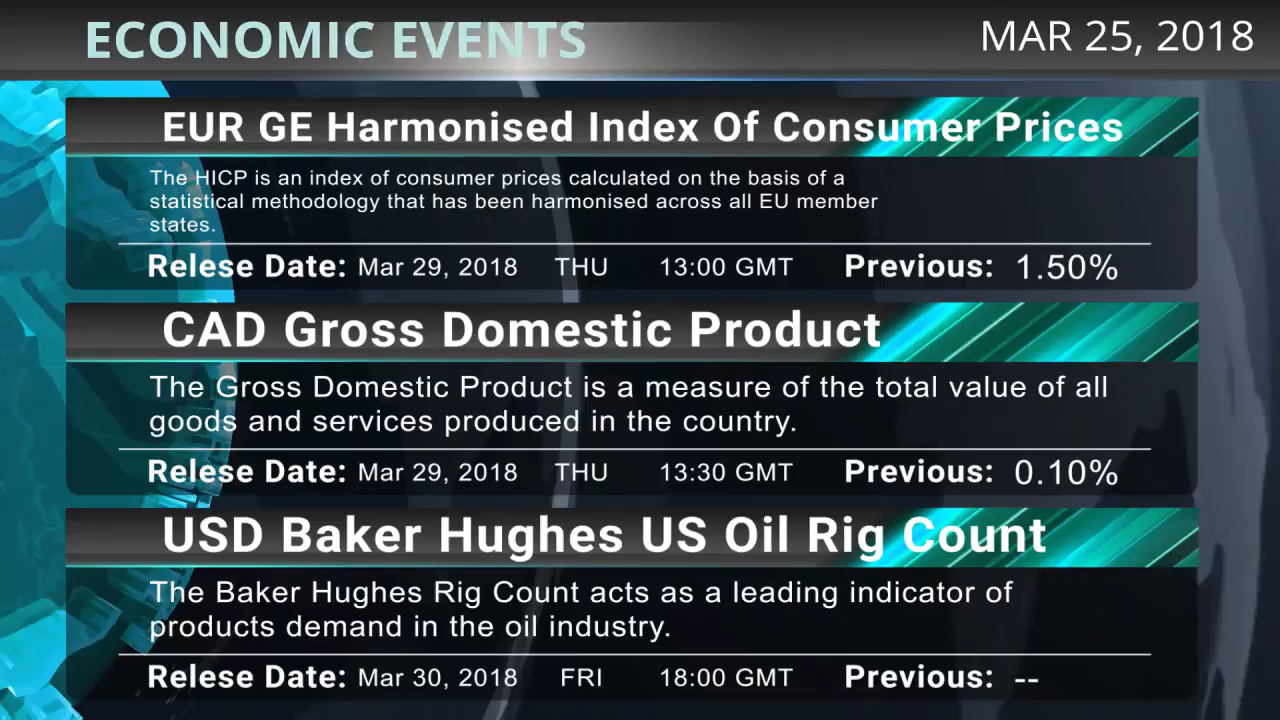 ECONOMIC EVENTS
MAR 25, 2018
EUR GE Harmonised Index Of Consumer Prices
The HICP is an index of consumer prices calculated on the basis of a
statistical methodology that has been harmonised across all EU member
states.
Relese Date: Mar 29, 2018 THU 13:00 GMT Previous: 1.50%
CAD Gross Domestic Product
The Gross Domestic Product is a measure of the total value of all
goods and services produced in the country.
Relese Date: Mar 29, 2018 THU 13:30 GMT Previous: 0.10%
USD Baker Hughes US Oil Rig Count
The Baker Hughes Rig Count acts as a leading indicator of
products demand in the oil industry.
Relese Date: Mar 30, 2018 FRI 18:00 GMT Previous: --